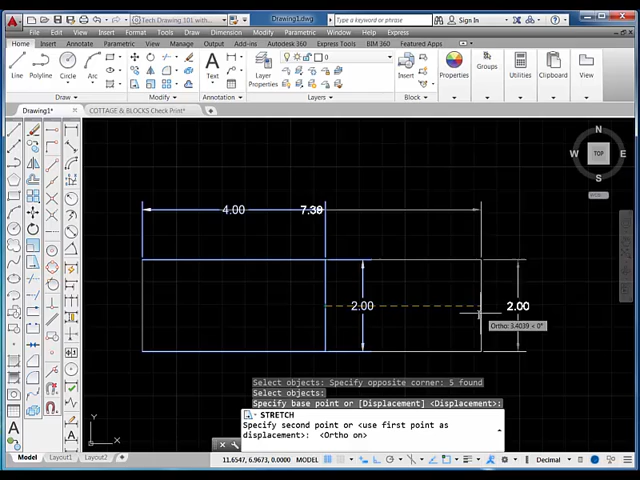 Tech Drawing 101 with Aut
Drawing1.dwg
Type a keyword or phrase
Sign In
File
Edit
View
Insert
Format
Tools
Draw
Dimension
Modify
Parametric
Window
Help
Express
Home
Insert
Annotate
Parametric
View
Manage
Output
Autodesk 360
Express Tools
BIM 360
Featured Apps
Line
Polyline
Circle
Arc
Text
Layer
Properties
0
Insert
Properties
Groups
Utilities
Clipboard
View
Draw
Modify
Annotation
Layers
Block
Drawing1*
COTTAGE & BLOCKS Check Print*
N
W
TOP
E
S
4.00
7.39
2.00
2.00
Ortho: 3.4039 < 0°
Select objects: Specify opposite corner: 5 found
Select objects:
Specify base point or [Displacement] <Displacement>:
STRETCH
Specify second point or <use first point as
displacement>: <Ortho on>
Y
X
Model
Layout1
Layout2
11.6547, 6.9673, 0.0000
MODEL
Decimal